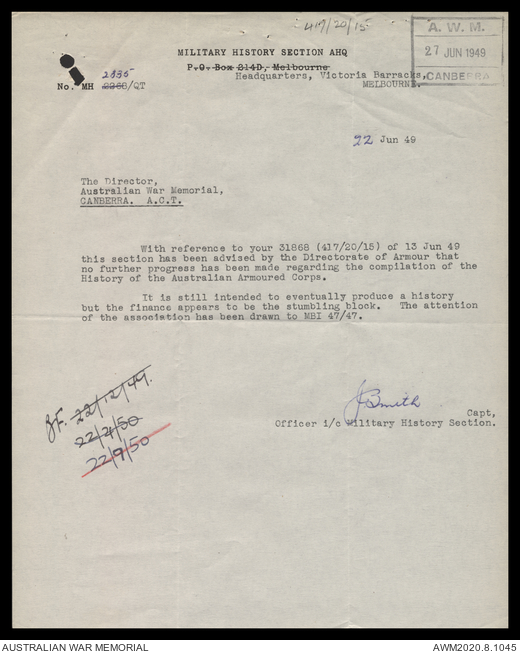 417/20/15
A. W. M.
27 JUN 1949
CANBERRA
MILITARY HISTORY SECTION AHQ
P.O. Box 214D, Melbourne
Headquarters, Victoria Barracks,
MELBOURNE.
No. MH 2268/QT
22 Jun 49
The Director,
Australian War Memorial,
CANBERRA. A.C.T.
With reference to your 31868 (417/20/15) of 13 Jun 49
this section has been advised by the Directorate of Armour that
no further progress has been made regarding the compilation of the
History of the Australian Armoured Corps.
It is still intended to eventually produce a history
but the finance appears to be the stumbling block. The attention
of the association has been drawn to MBI 47/47.
22/12/49.
22/4/50
22/9/50
JSmith
Capt,
Officer i/c Military History Section.
AUSTRALIAN WAR MEMORIAL
AWM2020.8.1045